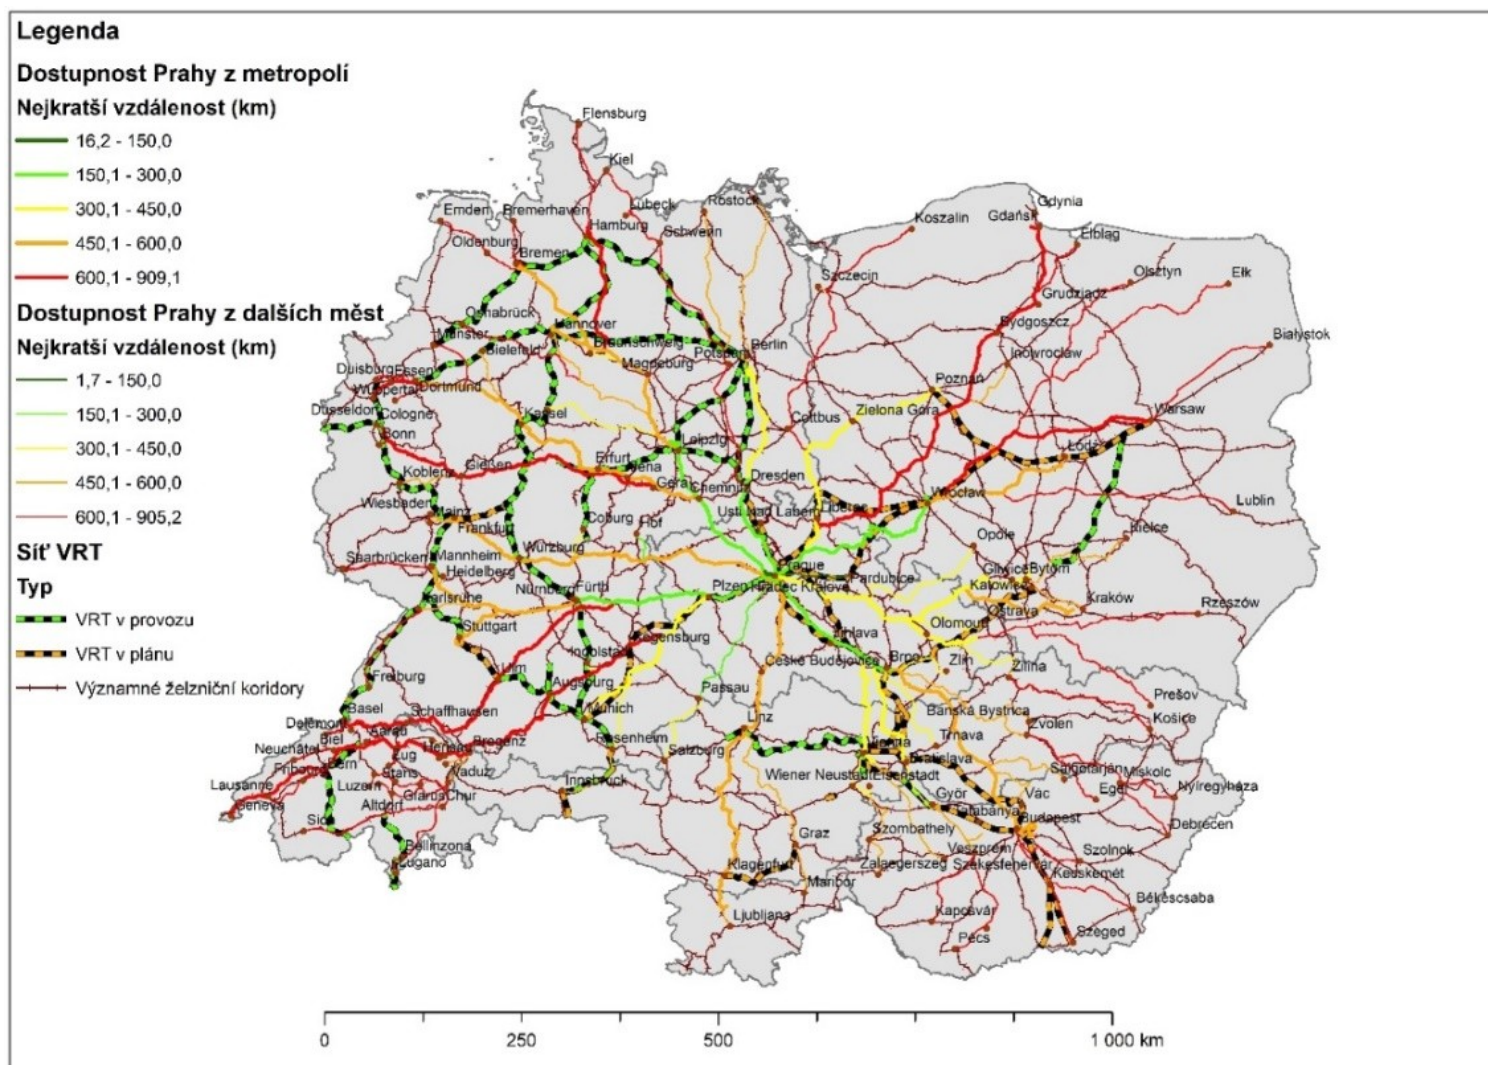 Legenda
Dostupnost Prahy z metropolí
Nejkratší vzdálenost (km)
16,2 - 150,0
150,1 - 300,0
300,1 - 450,0
450,1 - 600,0
600,1 - 909,1
Dostupnost Prahy z dalších měst
Nejkratší vzdálenost (km)
1,7 - 150,0
150,1 - 300,0
300,1 - 450,0
450,1 - 600,0
600,1 - 905,2
Síť VRT
Typ
VRT v provozu
VRT v plánu
Významné želzniční koridory
Flensburg
Kiel
Lübeck
Rostock
Emden
Bremerhaven
Hamburg
Schwerin
Koszalin
Gdynia
Gdańsk
Elbląg
Oldenburg
Bremen
Szczecin
Olsztyn
Ełk
Grudziądz
Osnabrück
Hannover
Bydgoszcz
Białystok
Münster
Bielefeld
Braunschweig
Potsdam
Berlin
Inowrocław
Magdeburg
Duisburg
Essen
Wuppertal
Dortmund
Poznań
Düsseldorf
Cologne
Kassel
Cottbus
Zielona Góra
Warsaw
Bonn
Leipzig
Łódź
Gießen
Erfurt
Jena
Koblenz
Gera
Chemnitz
Dresden
Wrocław
Wiesbaden
Lublin
Mainz
Frankfurt
Coburg
Hof
Usti Nad Labem
Liberec
Kielce
Opole
Saarbrücken
Mannheim
Würzburg
Prague
Gliwice
Bytom
Heidelberg
Nürnberg
Fürth
Plzen
Hradec Králové
Pardubice
Katowice
Karlsruhe
Ostrava
Kraków
Rzeszów
Stuttgart
Olomouc
Regensburg
Jihlava
Ingolstadt
Ulm
České Budějovice
Brno
Zlín
Žilina
Freiburg
Augsburg
Passau
Prešov
Basel
Schaffhausen
Munich
Banská Bystrica
Košice
Delémont
Linz
Zvolen
Biel
Aarau
Herisau
Bregenz
Rosenheim
Trnava
Neuchâtel
Zug
Salzburg
Vienna
Bratislava
Fribourg
Bern
Stans
Vaduz
Salgótarján
Miskolc
Lausanne
Luzern
Innsbruck
Wiener Neustadt
Eisenstadt
Nyíregyháza
Geneva
Glarus
Chur
Győr
Vác
Eger
Altdorf
Tatabánya
Budapest
Sion
Debrecen
Graz
Szombathely
Bellinzona
Veszprém
Szolnok
Lugano
Klagenfurt
Zalaegerszeg
Székesfehérvár
Kecskemét
Maribor
Békéscsaba
Ljubljana
Kaposvár
Pécs
Szeged
0
250
500
1 000 km